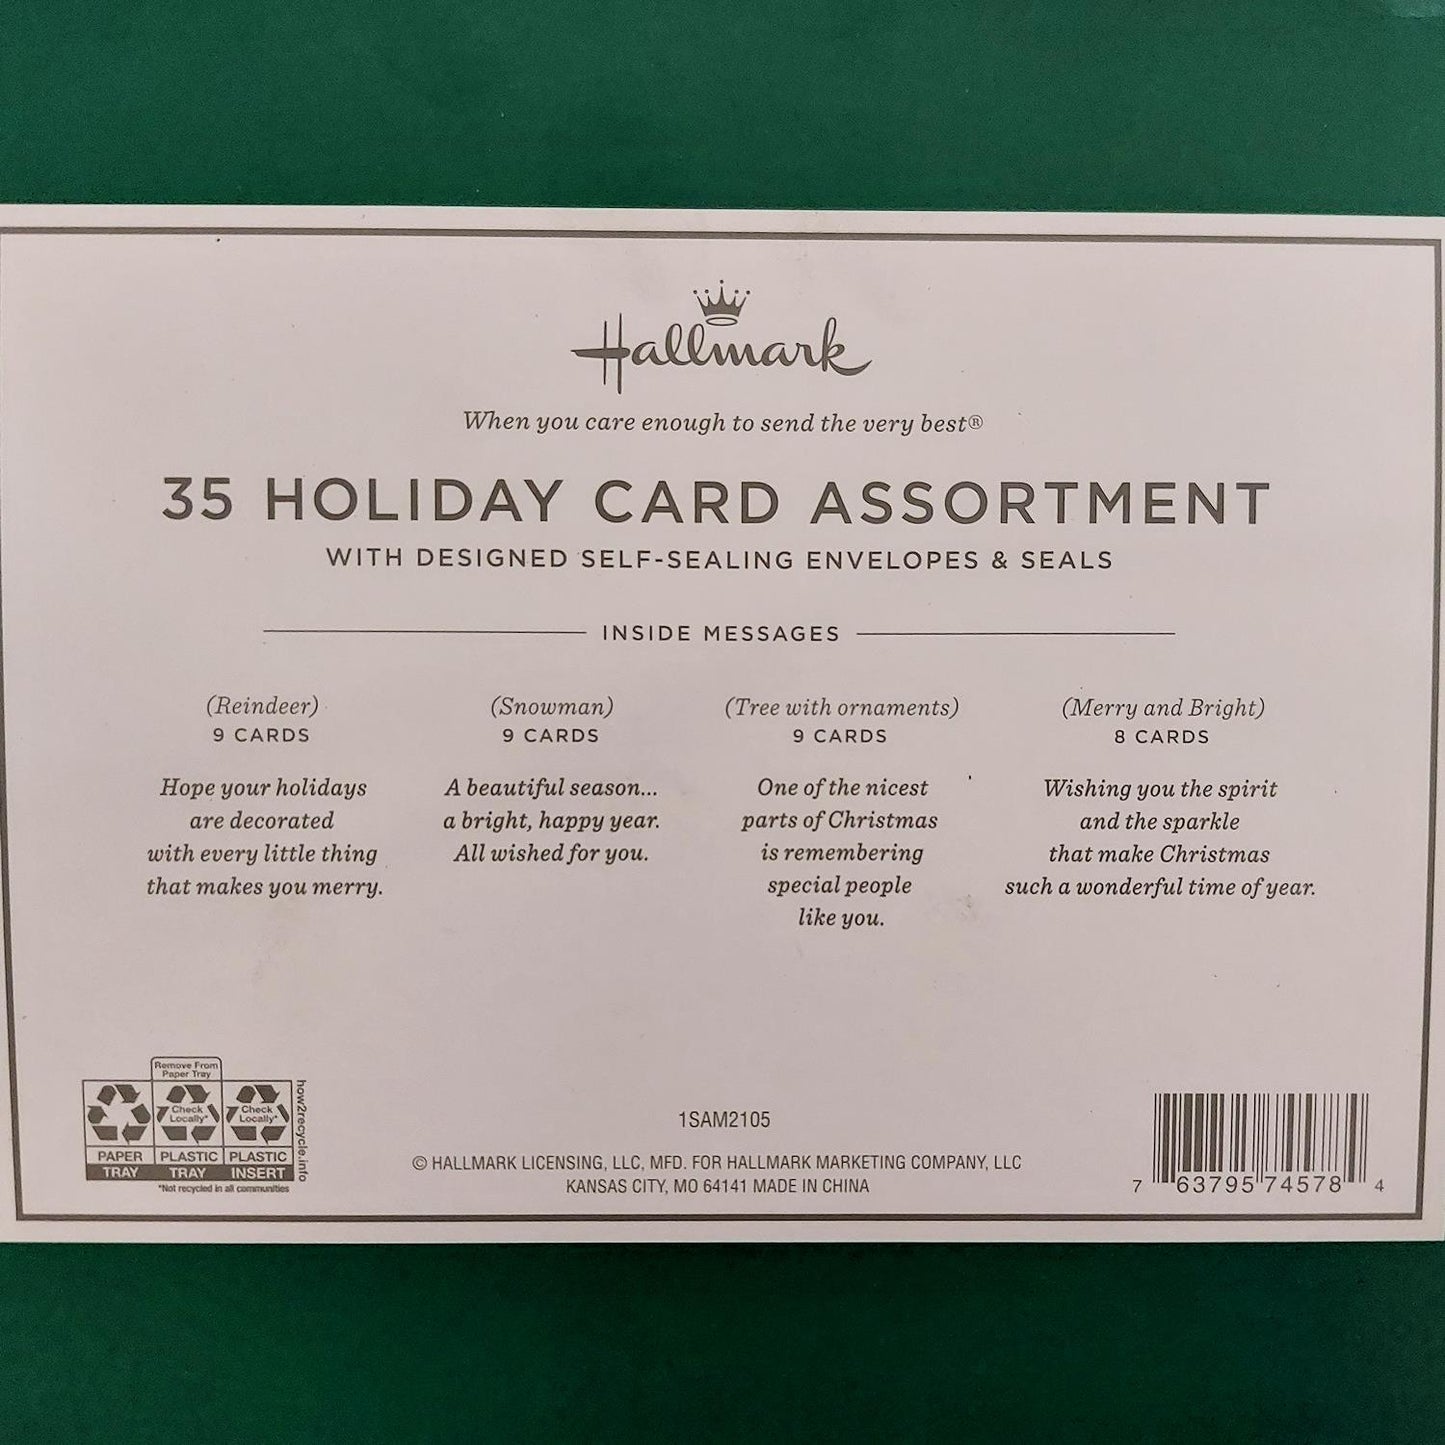 Hallmark
When you care enough to send the very best®
35 HOLIDAY CARD ASSORTMENT
WITH DESIGNED SELF-SEALING ENVELOPES & SEALS
INSIDE MESSAGES
(Reindeer)
9 CARDS
Hope your holidays
are decorated
with every little thing
that makes you merry.
(Snowman)
9 CARDS
A beautiful season...
a bright, happy year.
All wished for you.
(Tree with ornaments)
9 CARDS
One of the nicest
parts of Christmas
is remembering
special people
like you.
(Merry and Bright)
8 CARDS
Wishing you the spirit
and the sparkle
that make Christmas
such a wonderful time of year.
Remove From
Paper Tray
Check
Locally*
Check
Locally*
PAPER PLASTIC PLASTIC
TRAY TRAY INSERT
*Not recycled in all communities
how2recycle.info
1SAM2105
© HALLMARK LICENSING, LLC, MFD. FOR HALLMARK MARKETING COMPANY, LLC
KANSAS CITY, MO 64141 MADE IN CHINA
7 63795 74578 4